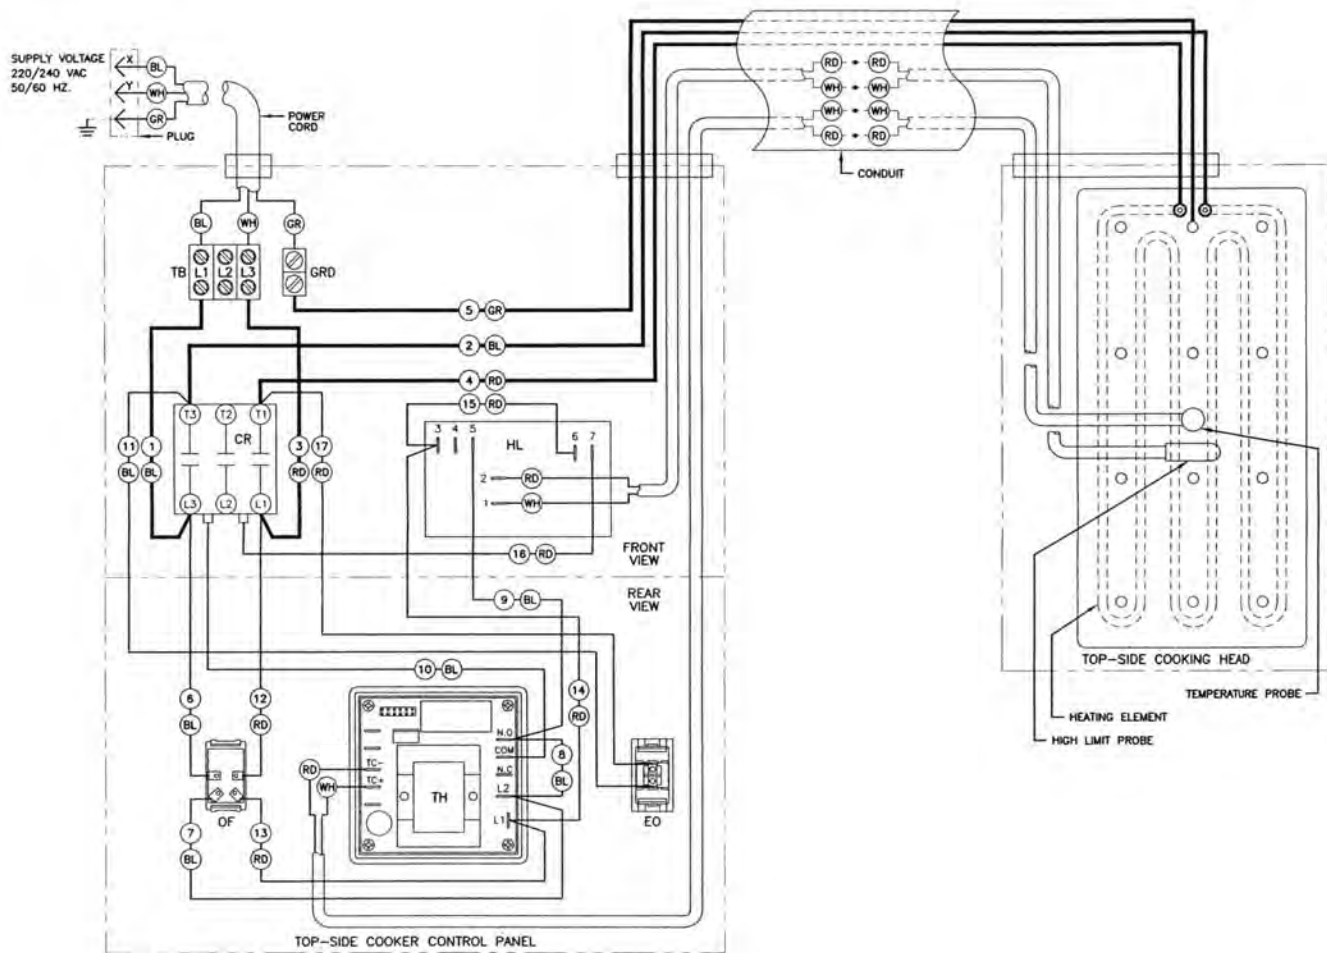 SUPPLY VOLTAGE
220/240 VAC
50/60 HZ.
X
BL
Y
WH
GR
PLUG
POWER
CORD
RD RD
WH WH
WH WH
RD RD
CONDUIT
BL WH GR
TB L1 L2 L3 GRD
5 GR
2 BL
4 RD
15 RD
T3 T2 T1
CR
11 1 3 17
BL BL RD RD
L3 L2 L1
3 4 5 HL 6 7
2 RD
1 WH
16 RD
FRONT
VIEW
REAR
VIEW
9 BL
10 BL
6 12
BL RD
14
RD
N.O
COM
N.C
L2
L1
8
BL
TC-
TC+
RD
WH
TH
OF
EO
7 13
BL RD
TOP-SIDE COOKER CONTROL PANEL
TOP-SIDE COOKING HEAD
TEMPERATURE PROBE
HEATING ELEMENT
HIGH LIMIT PROBE